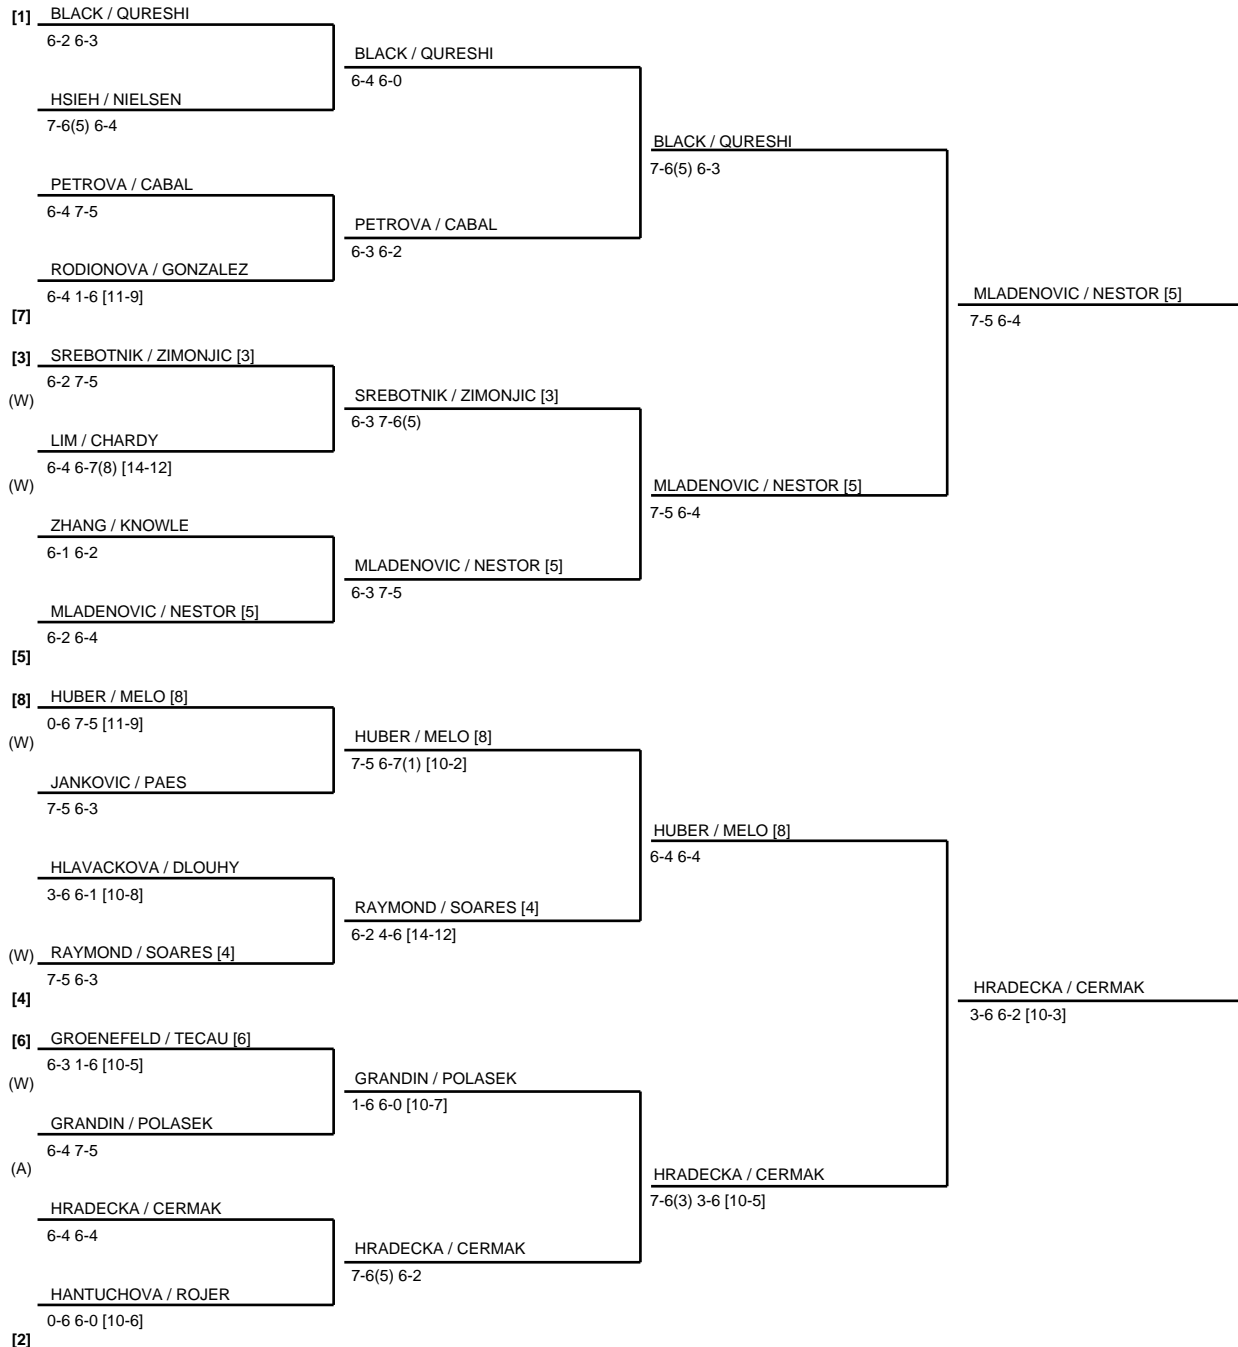 [1] BLACK / QURESHI
6-2 6-3
BLACK / QURESHI
6-4 6-0
HSIEH / NIELSEN
7-6(5) 6-4
BLACK / QURESHI
7-6(5) 6-3
PETROVA / CABAL
6-4 7-5
PETROVA / CABAL
6-3 6-2
RODIONOVA / GONZALEZ
6-4 1-6 [11-9]
[7]
MLADENOVIC / NESTOR [5]
7-5 6-4
[3] SREBOTNIK / ZIMONJIC [3]
6-2 7-5
(W)
SREBOTNIK / ZIMONJIC [3]
6-3 7-6(5)
LIM / CHARDY
6-4 6-7(8) [14-12]
(W)
MLADENOVIC / NESTOR [5]
7-5 6-4
ZHANG / KNOWLE
6-1 6-2
MLADENOVIC / NESTOR [5]
6-3 7-5
MLADENOVIC / NESTOR [5]
6-2 6-4
[5]
[8] HUBER / MELO [8]
0-6 7-5 [11-9]
(W)
HUBER / MELO [8]
7-5 6-7(1) [10-2]
JANKOVIC / PAES
7-5 6-3
HUBER / MELO [8]
6-4 6-4
HLAVACKOVA / DLOUHY
3-6 6-1 [10-8]
RAYMOND / SOARES [4]
6-2 4-6 [14-12]
(W) RAYMOND / SOARES [4]
7-5 6-3
[4]
HRADECKA / CERMAK
3-6 6-2 [10-3]
[6] GROENEFELD / TECAU [6]
6-3 1-6 [10-5]
(W)
GRANDIN / POLASEK
1-6 6-0 [10-7]
GRANDIN / POLASEK
6-4 7-5
(A)
HRADECKA / CERMAK
7-6(3) 3-6 [10-5]
HRADECKA / CERMAK
6-4 6-4
HRADECKA / CERMAK
7-6(5) 6-2
HANTUCHOVA / ROJER
0-6 6-0 [10-6]
[2]